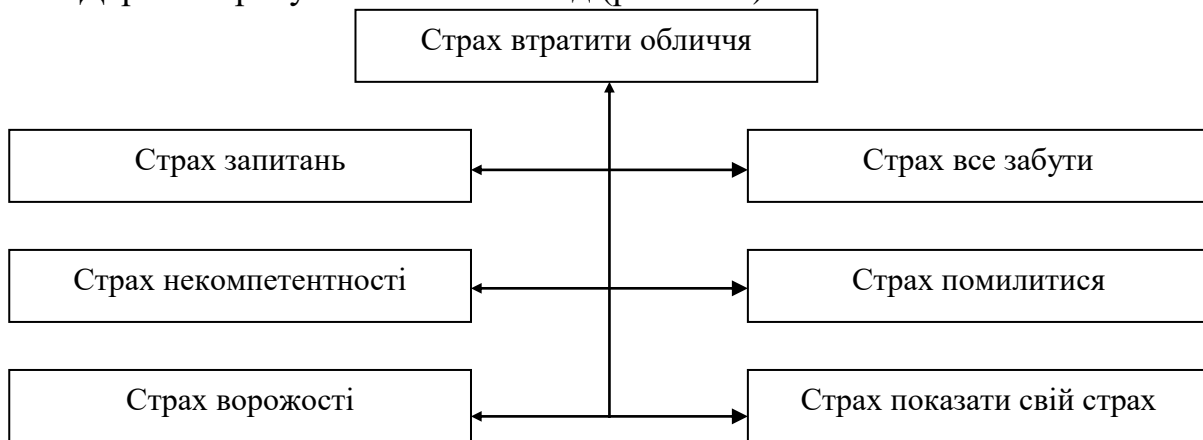 Страх втратити обличчя
Страх запитань
Страх все забути
Страх некомпетентності
Страх помилитися
Страх ворожості
Страх показати свій страх